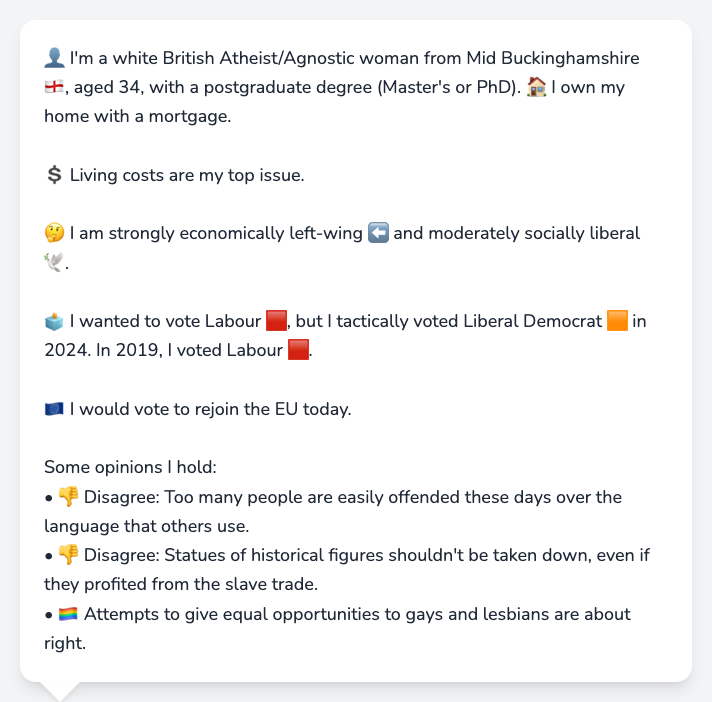 👤 I'm a white British Atheist/Agnostic woman from Mid Buckinghamshire
🏴󠁧󠁢󠁥󠁮󠁧󠁿, aged 34, with a postgraduate degree (Master's or PhD). 🏠 I own my
home with a mortgage.
💲 Living costs are my top issue.
🤔 I am strongly economically left-wing ⬅️ and moderately socially liberal
🕊️.
🗳️ I wanted to vote Labour 🟥, but I tactically voted Liberal Democrat 🟧 in
2024. In 2019, I voted Labour 🟥.
🇪🇺 I would vote to rejoin the EU today.
Some opinions I hold:
• 👎 Disagree: Too many people are easily offended these days over the
language that others use.
• 👎 Disagree: Statues of historical figures shouldn't be taken down, even if
they profited from the slave trade.
• 🏳️‍🌈 Attempts to give equal opportunities to gays and lesbians are about
right.